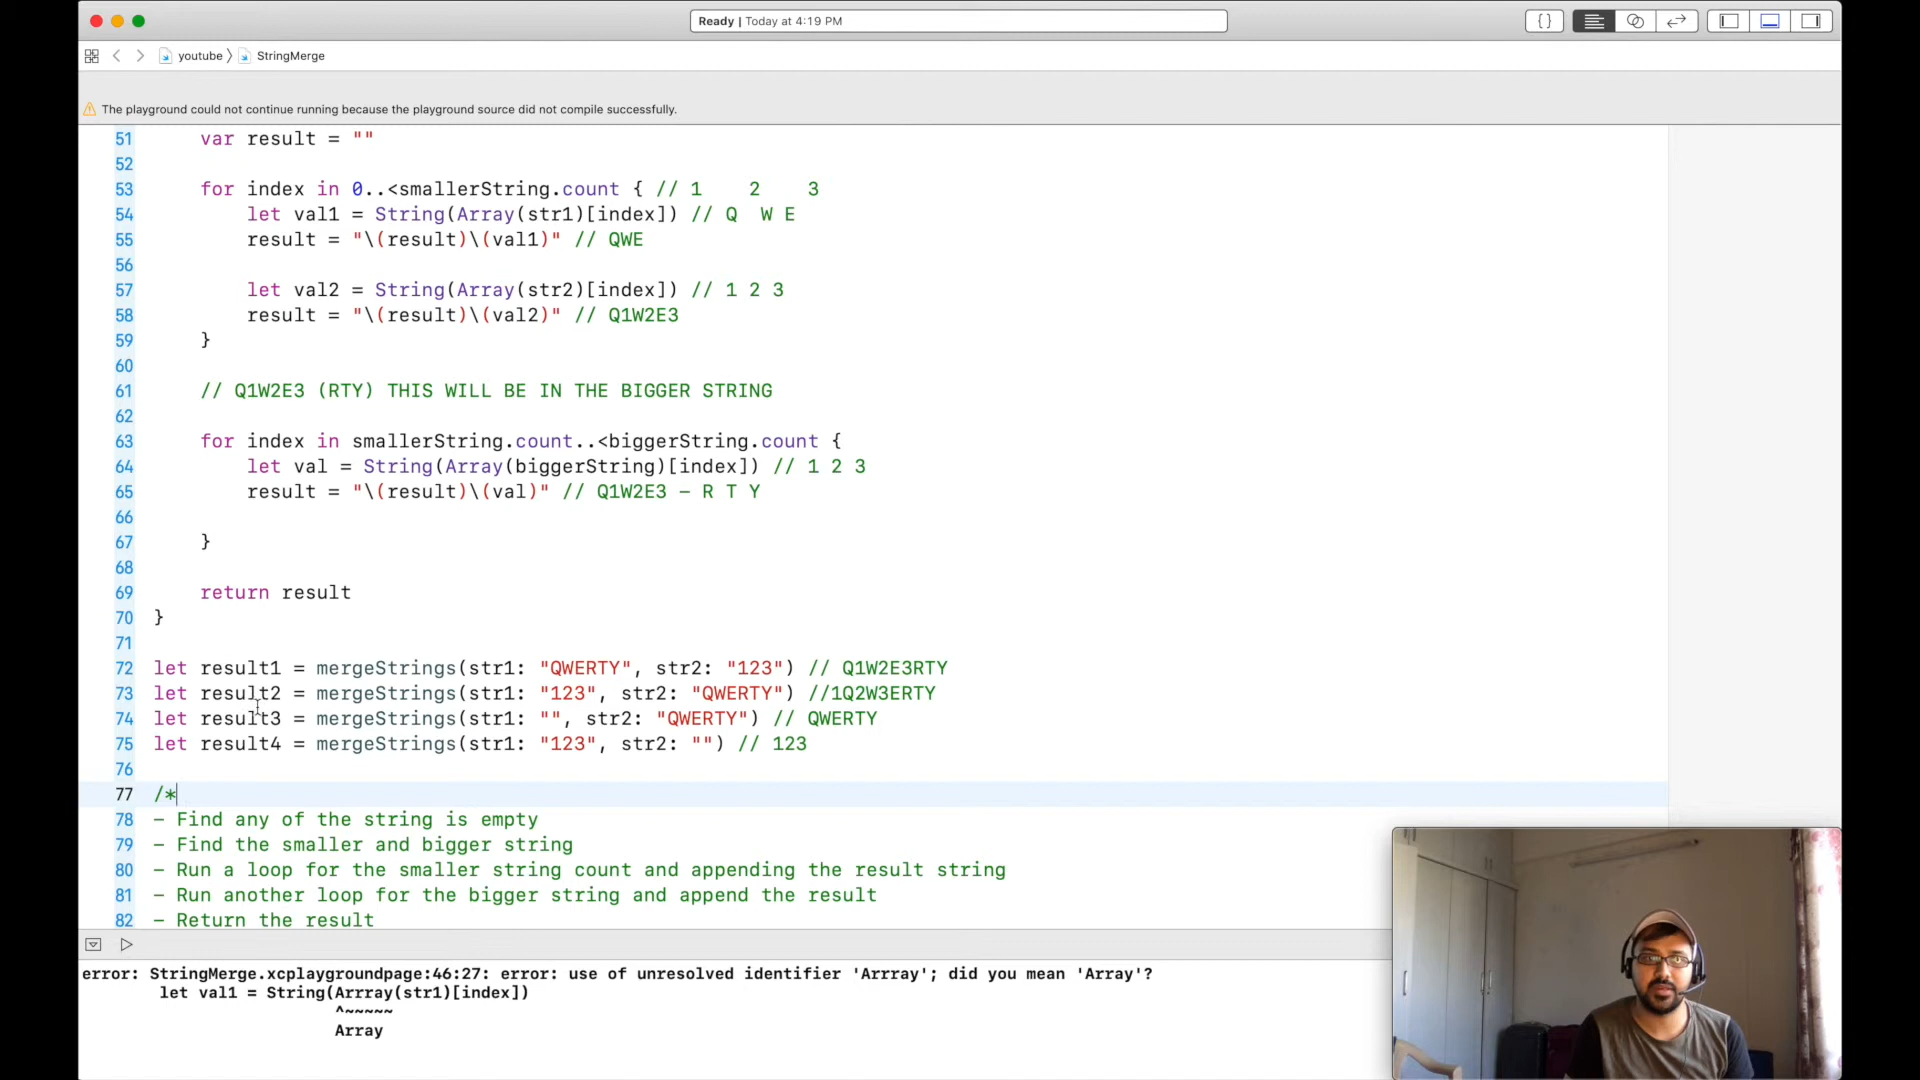 Ready | Today at 4:19 PM
{ }
youtube 〉 StringMerge
The playground could not continue running because the playground source did not compile successfully.
51 var result = ""
52
53 for index in 0..<smallerString.count { // 1    2    3
54 let val1 = String(Array(str1)[index]) // Q  W E
55 result = "\(result)\(val1)" // QWE
56
57 let val2 = String(Array(str2)[index]) // 1 2 3
58 result = "\(result)\(val2)" // Q1W2E3
59 }
60
61 // Q1W2E3 (RTY) THIS WILL BE IN THE BIGGER STRING
62
63 for index in smallerString.count..<biggerString.count {
64 let val = String(Array(biggerString)[index]) // 1 2 3
65 result = "\(result)\(val)" // Q1W2E3 – R T Y
66
67 }
68
69 return result
70 }
71
72 let result1 = mergeStrings(str1: "QWERTY", str2: "123") // Q1W2E3RTY
73 let result2 = mergeStrings(str1: "123", str2: "QWERTY") //1Q2W3ERTY
74 let result3 = mergeStrings(str1: "", str2: "QWERTY") // QWERTY
75 let result4 = mergeStrings(str1: "123", str2: "") // 123
76
77 /*
78 – Find any of the string is empty
79 – Find the smaller and bigger string
80 – Run a loop for the smaller string count and appending the result string
81 – Run another loop for the bigger string and append the result
82 – Return the result
error: StringMerge.xcplaygroundpage:46:27: error: use of unresolved identifier 'Arrray'; did you mean 'Array'?
let val1 = String(Arrray(str1)[index])
^~~~~~
Array